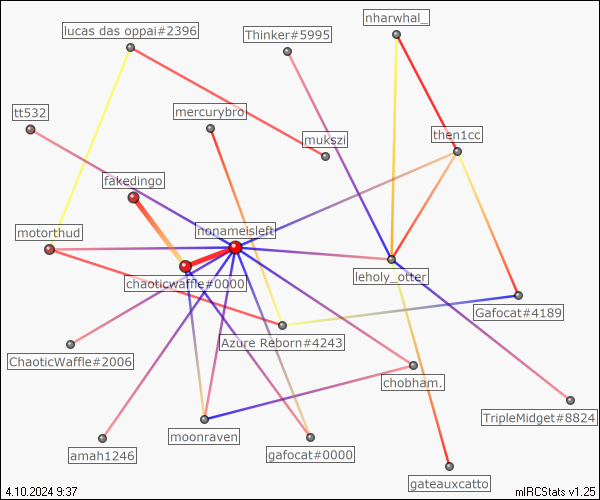 nharwhal_
lucas das oppai#2396
Thinker#5995
tt532
mercurybro
mukszi
then1cc
fakedingo
motorthud
nonameisleft
chaoticwaffle#0000
leholy_otter
Gafocat#4189
Azure Reborn#4243
ChaoticWaffle#2006
chobham.
TripleMidget#8824
moonraven
amah1246
gafocat#0000
gateauxcatto
4.10.2024 9:37
mIRCStats v1.25